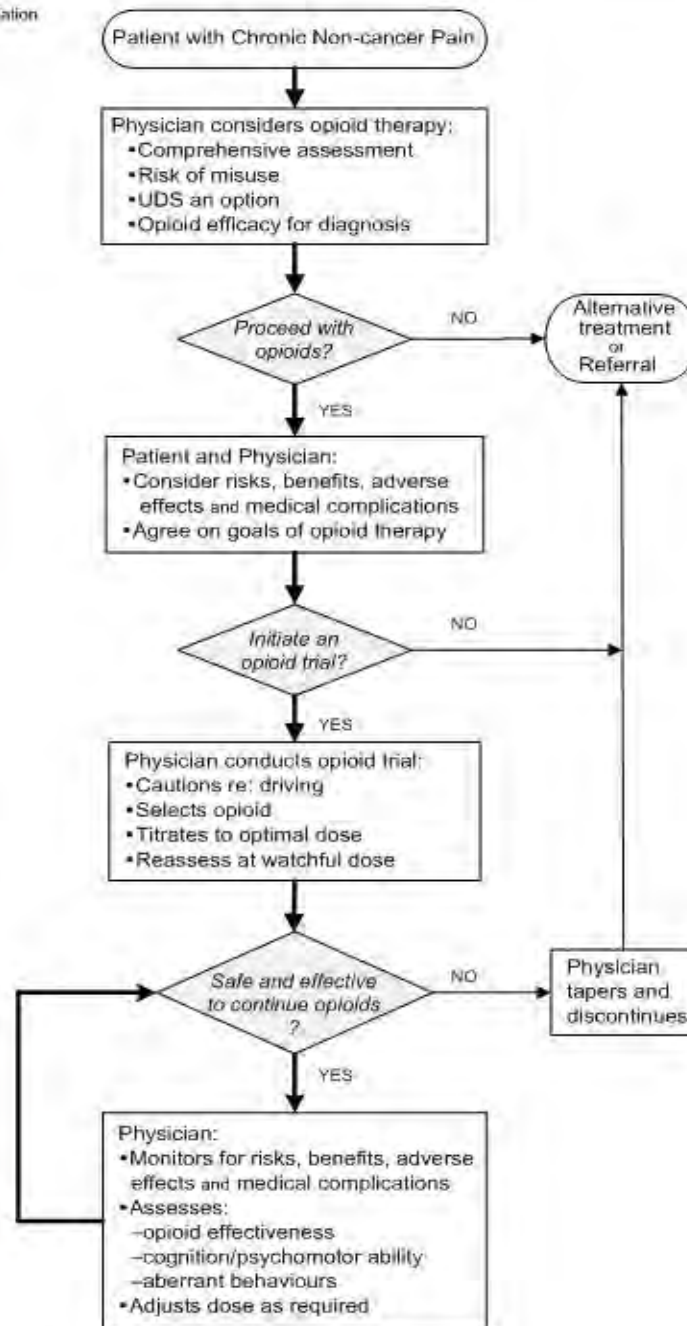 Patient with Chronic Non-cancer Pain
Physician considers opioid therapy:
•Comprehensive assessment
•Risk of misuse
•UDS an option
•Opioid efficacy for diagnosis
Proceed with
opioids?
NO
Alternative
treatment
or
Referral
YES
Patient and Physician:
•Consider risks, benefits, adverse
effects and medical complications
•Agree on goals of opioid therapy
Initiate an
opioid trial?
NO
YES
Physician conducts opioid trial:
•Cautions re: driving
•Selects opioid
•Titrates to optimal dose
•Reassess at watchful dose
Safe and effective
to continue opioids
?
NO
Physician
tapers and
discontinues
YES
Physician:
•Monitors for risks, benefits, adverse
effects and medical complications
•Assesses:
–opioid effectiveness
–cognition/psychomotor ability
–aberrant behaviours
•Adjusts dose as required